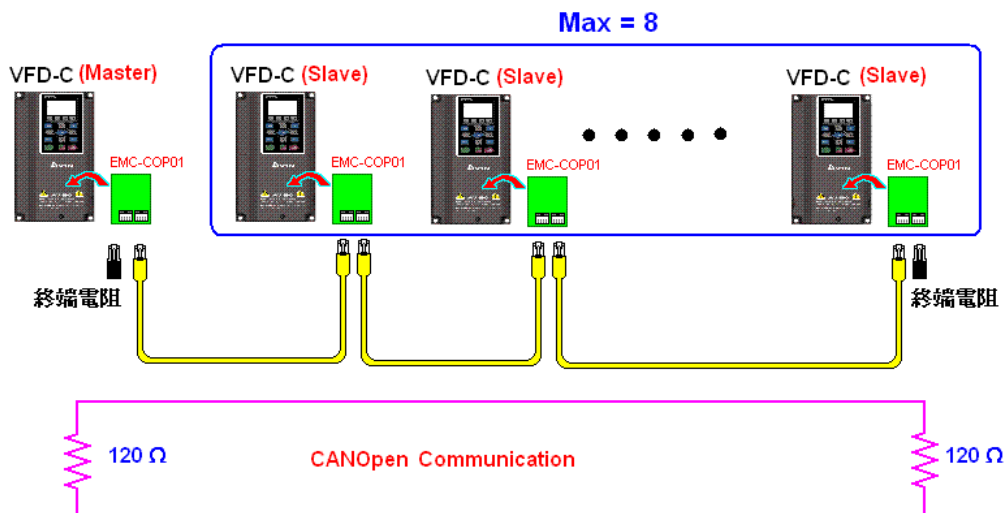 Max = 8
VFD-C (Master)
VFD-C (Slave)
VFD-C (Slave)
VFD-C (Slave)
EMC-COP01
EMC-COP01
EMC-COP01
EMC-COP01
終端電阻
終端電阻
120 Ω
CANOpen Communication
120 Ω